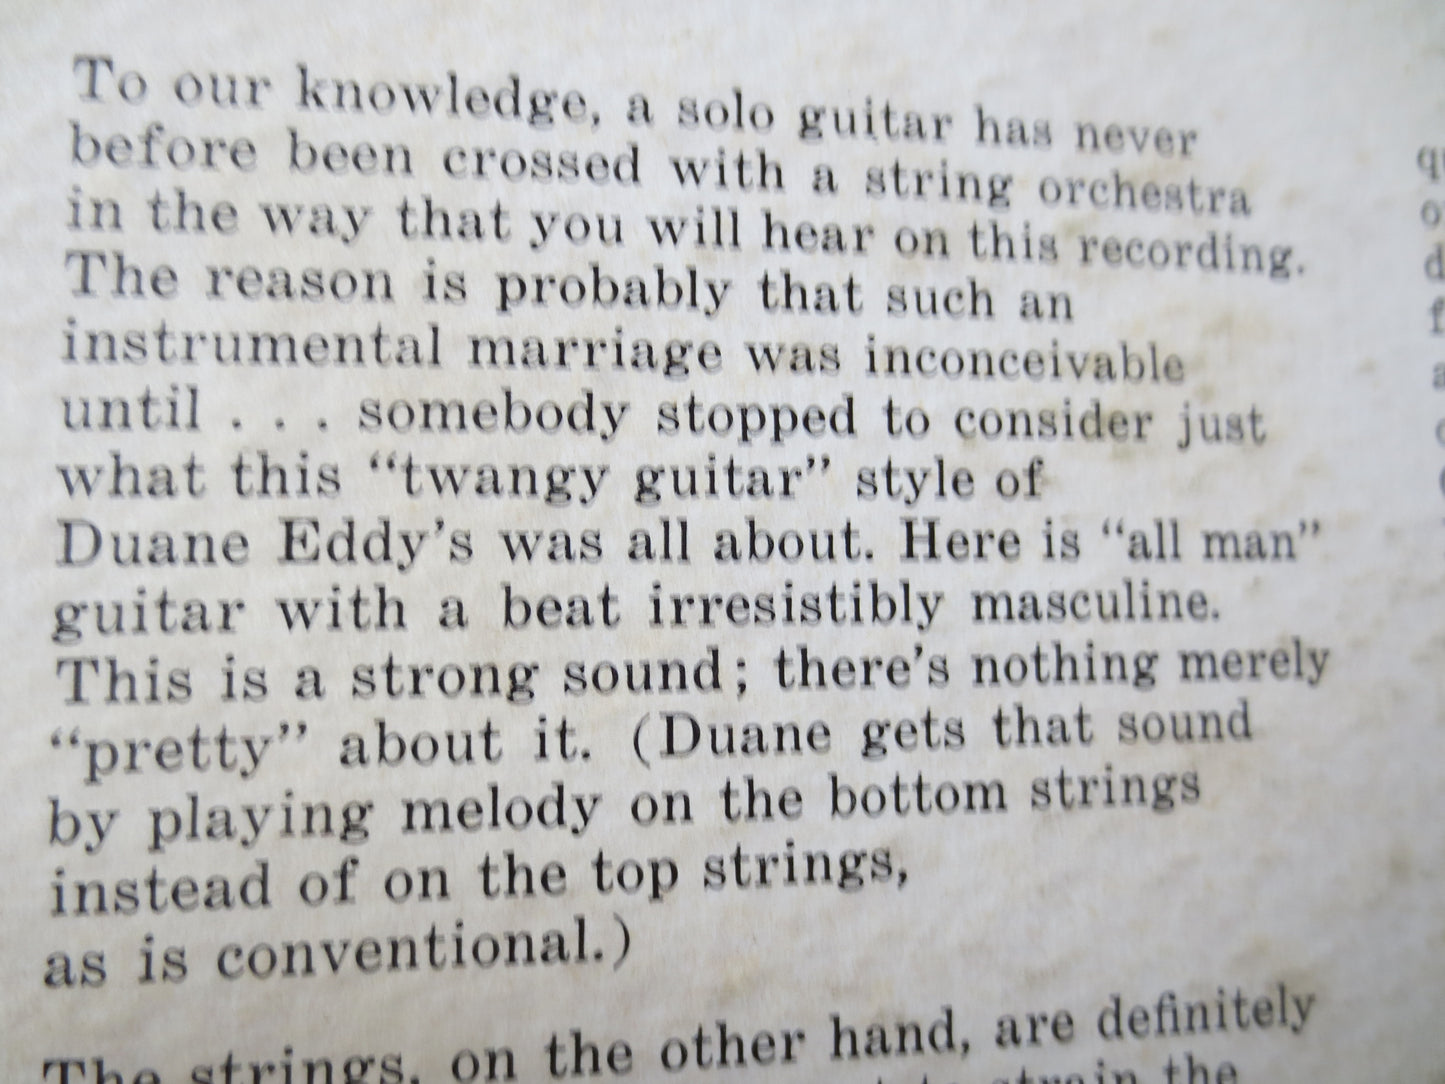 To our knowledge, a solo guitar has never
before been crossed with a string orchestra
in the way that you will hear on this recording.
The reason is probably that such an
instrumental marriage was inconceivable
until . . . somebody stopped to consider just
what this “twangy guitar” style of
Duane Eddy’s was all about. Here is “all man”
guitar with a beat irresistibly masculine.
This is a strong sound; there’s nothing merely
“pretty” about it. (Duane gets that sound
by playing melody on the bottom strings
instead of on the top strings,
as is conventional.)
The strings, on the other hand, are definitely
strain the